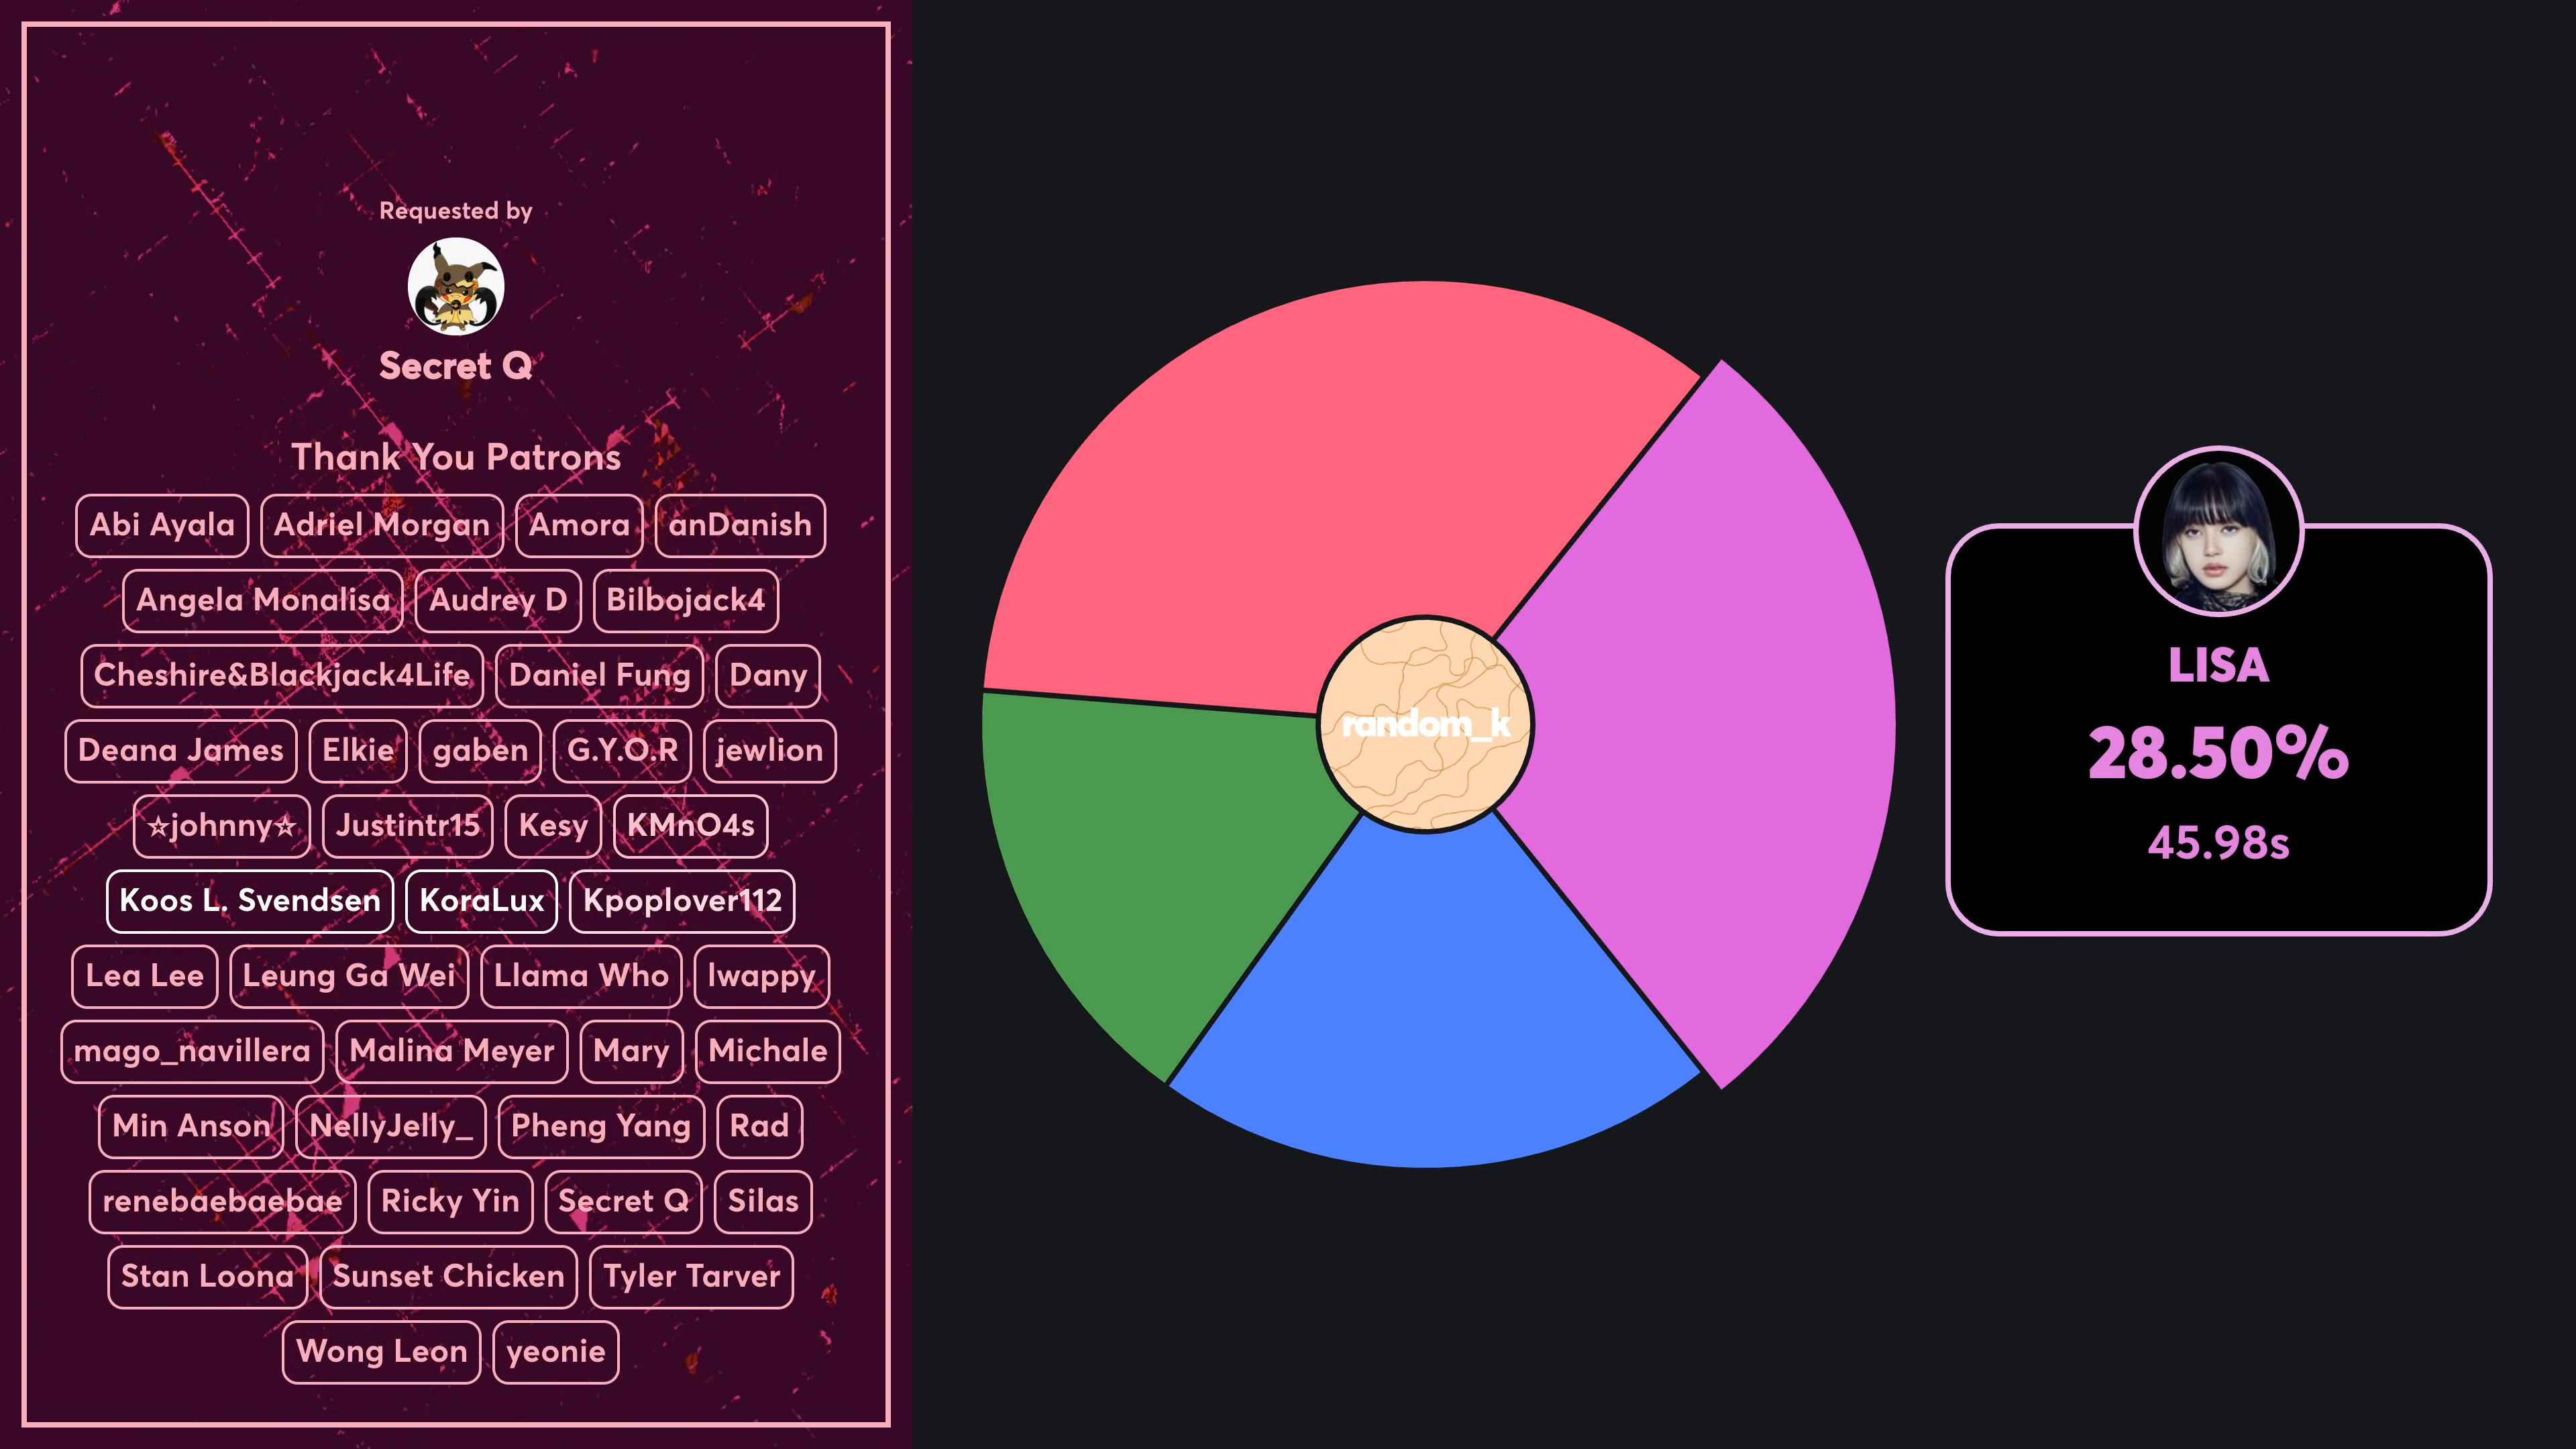 Requested by
Secret Q
Thank You Patrons
Abi Ayala Adriel Morgan Amora anDanish
Angela Monalisa Audrey D Bilbojack4
Cheshire&Blackjack4Life Daniel Fung Dany
Deana James Elkie gaben G.Y.O.R jewlion
☆johnny☆ Justintr15 Kesy KMnO4s
Koos L. Svendsen KoraLux Kpoplover112
Lea Lee Leung Ga Wei Llama Who lwappy
mago_navillera Malina Meyer Mary Michale
Min Anson NellyJelly_ Pheng Yang Rad
renebaebaebae Ricky Yin Secret Q Silas
Stan Loona Sunset Chicken Tyler Tarver
Wong Leon yeonie
random_k
LISA
28.50%
45.98s